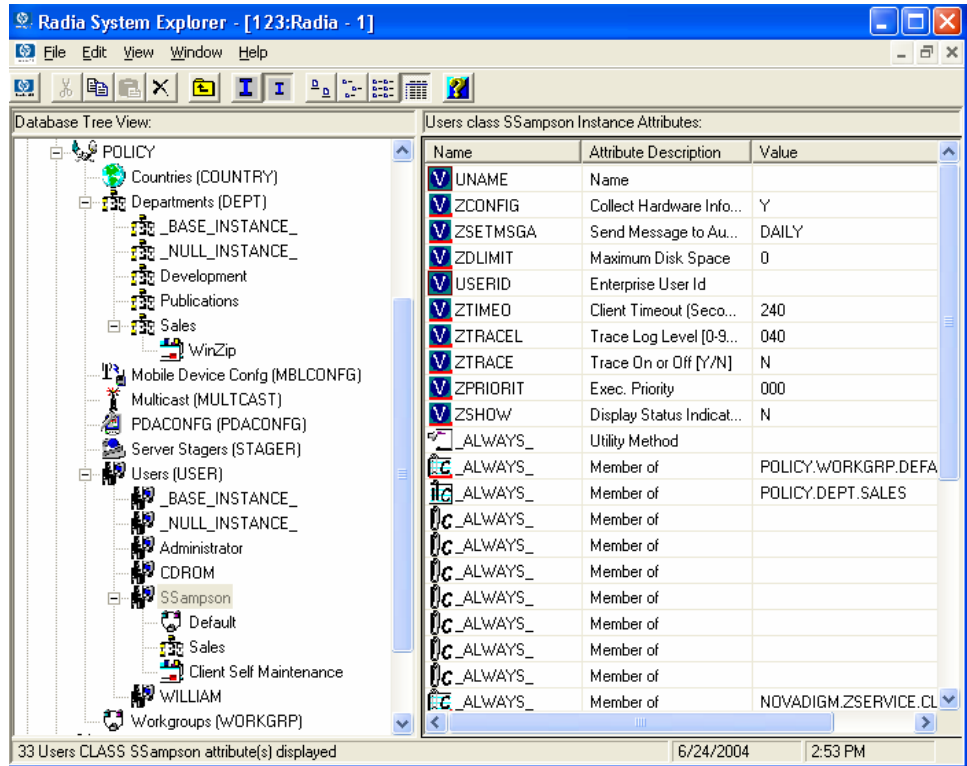 Radia System Explorer - [123:Radia - 1]
File Edit View Window Help
Database Tree View:
POLICY
Countries (COUNTRY)
Departments (DEPT)
_BASE_INSTANCE_
_NULL_INSTANCE_
Development
Publications
Sales
WinZip
Mobile Device Confg (MBLCONFG)
Multicast (MULTCAST)
PDACONFG (PDACONFG)
Server Stagers (STAGER)
Users (USER)
_BASE_INSTANCE_
_NULL_INSTANCE_
Administrator
CDROM
SSampson
Default
Sales
Client Self Maintenance
WILLIAM
Workgroups (WORKGRP)
Users class SSampson Instance Attributes:
Name Attribute Description Value
V UNAME Name
V ZCONFIG Collect Hardware Info... Y
V ZSETMSGA Send Message to Au... DAILY
V ZDLIMIT Maximum Disk Space 0
V USERID Enterprise User Id
V ZTIMEO Client Timeout (Seco... 240
V ZTRACEL Trace Log Level [0-9... 040
V ZTRACE Trace On or Off [Y/N] N
V ZPRIORIT Exec. Priority 000
V ZSHOW Display Status Indicat... N
_ALWAYS_ Utility Method
C _ALWAYS_ Member of POLICY.WORKGRP.DEFA
C _ALWAYS_ Member of POLICY.DEPT.SALES
C _ALWAYS_ Member of
C _ALWAYS_ Member of
C _ALWAYS_ Member of
C _ALWAYS_ Member of
C _ALWAYS_ Member of
C _ALWAYS_ Member of
C _ALWAYS_ Member of
C _ALWAYS_ Member of NOVADIGM.ZSERVICE.CL
33 Users CLASS SSampson attribute(s) displayed 6/24/2004 2:53 PM